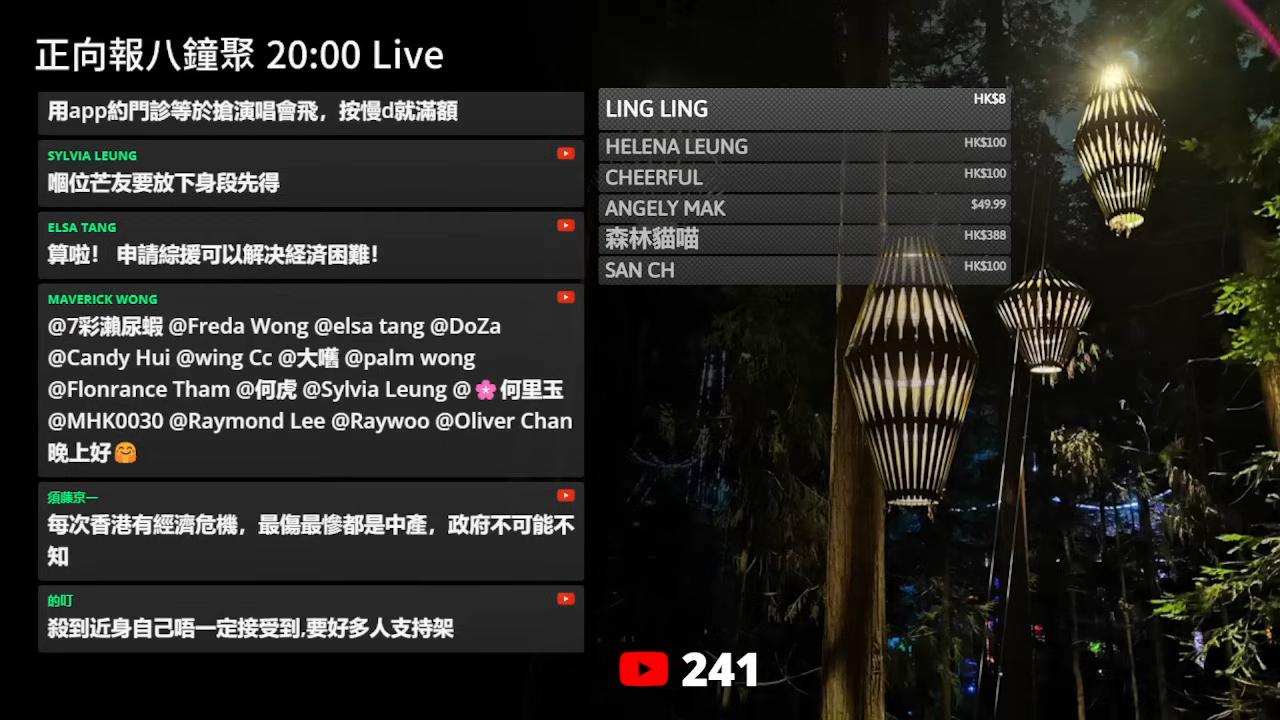 正向報八鐘聚 20:00 Live
用app約門診等於搶演唱會飛，按慢d就滿額
SYLVIA LEUNG
嗰位芒友要放下身段先得
ELSA TANG
算啦！ 申請綜援可以解決経済困難！
MAVERICK WONG
@7彩瀨尿蝦 @Freda Wong @elsa tang @DoZa
@Candy Hui @wing Cc @大嚿 @palm wong
@Flonrance Tham @何虎 @Sylvia Leung @🌸何里玉
@MHK0030 @Raymond Lee @Raywoo @Oliver Chan
晚上好🤗
須藤京一
每次香港有經濟危機，最傷最慘都是中產，政府不可能不
知
的叮
殺到近身自己唔一定接受到,要好多人支持架
LING LING HK$8
HELENA LEUNG HK$100
CHEERFUL HK$100
ANGELY MAK $49.99
森林貓喵 HK$388
SAN CH HK$100
241